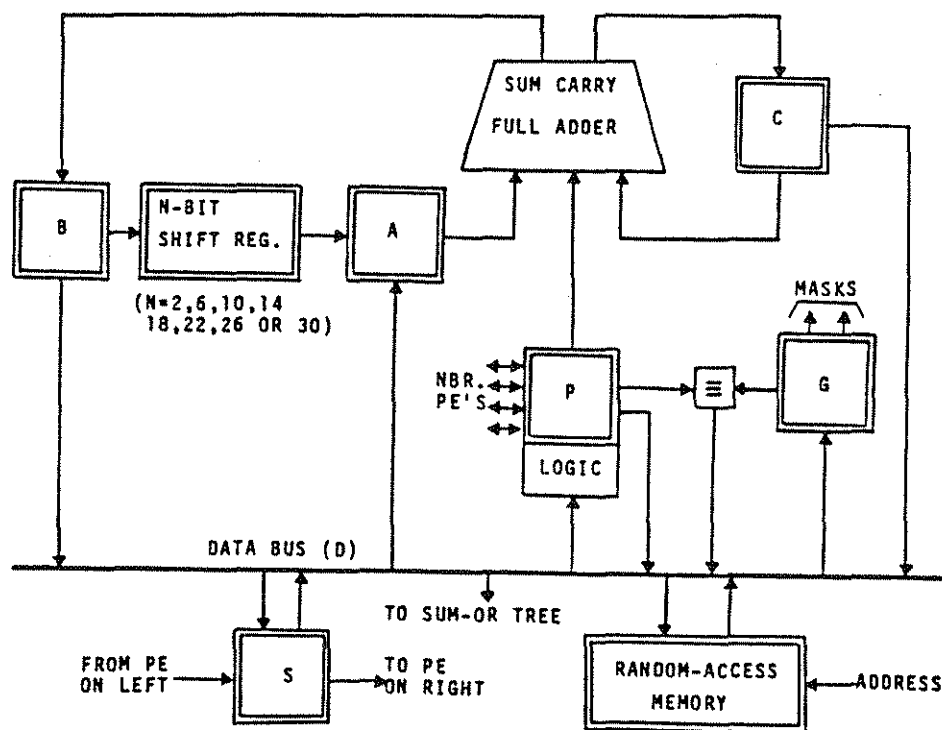 SUM CARRY
FULL ADDER
C
B
N-BIT
SHIFT REG.
A
(N=2,6,10,14
18,22,26 OR 30)
MASKS
NBR.
PE'S
P
≡
G
LOGIC
DATA BUS (D)
TO SUM-OR TREE
FROM PE
ON LEFT
S
TO PE
ON RIGHT
RANDOM-ACCESS
MEMORY
ADDRESS